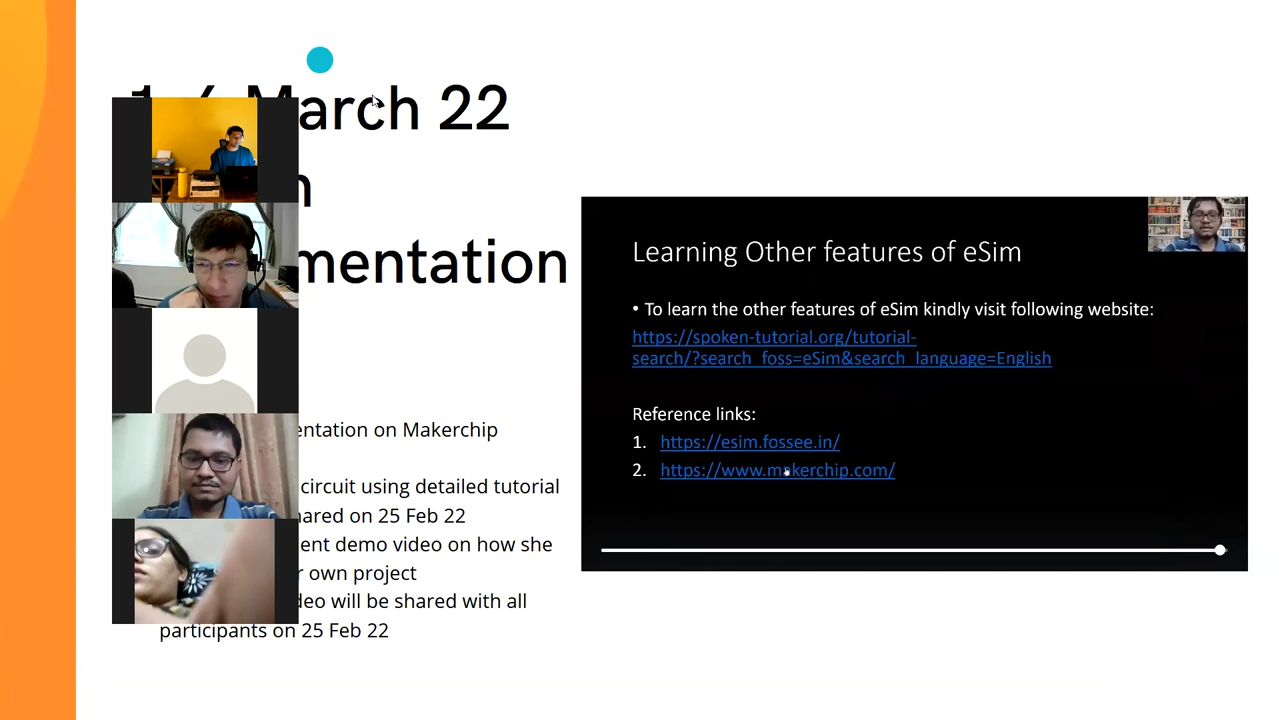 March 22
mentation
entation on Makerchip
circuit using detailed tutorial
hared on 25 Feb 22
ent demo video on how she
r own project
deo will be shared with all
participants on 25 Feb 22
Learning Other features of eSim
• To learn the other features of eSim kindly visit following website:
https://spoken-tutorial.org/tutorial-
search/?search_foss=eSim&search_language=English
Reference links:
1. https://esim.fossee.in/
2. https://www.makerchip.com/